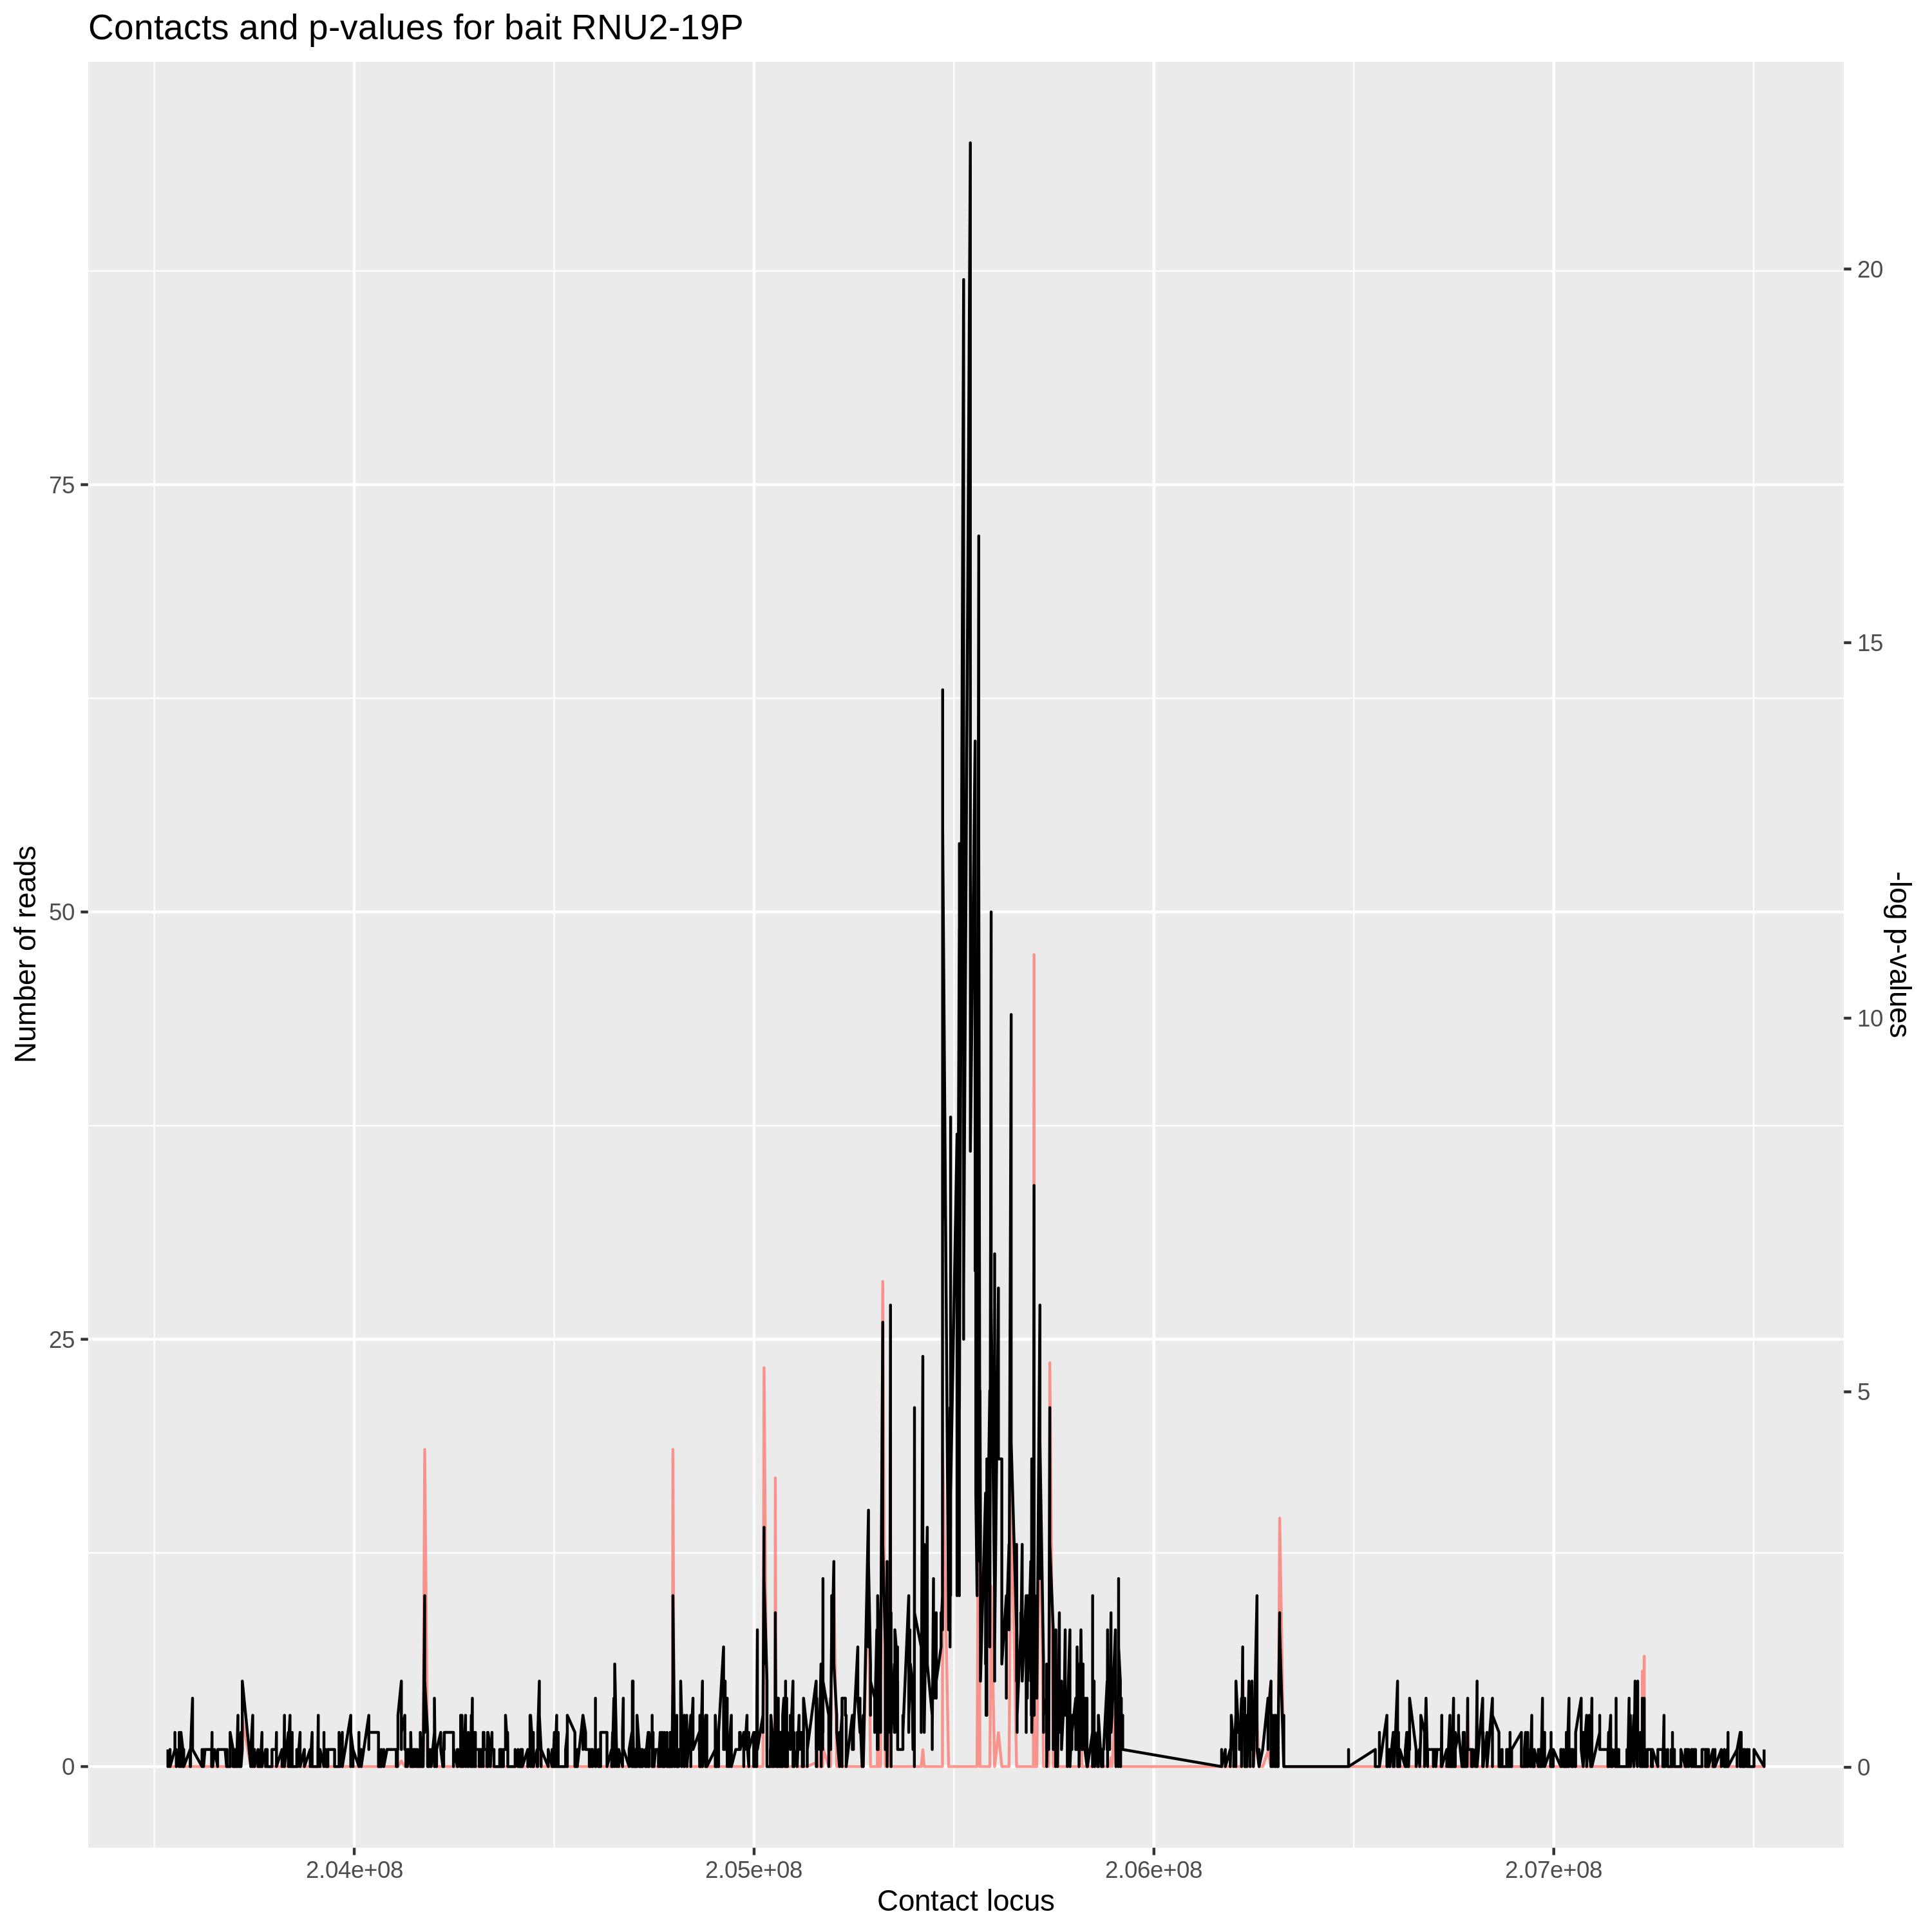 Contacts and p-values for bait RNU2-19P
75
50
25
0
Number of reads
20
15
10
5
0
-log p-values
2.04e+08
2.05e+08
2.06e+08
2.07e+08
Contact locus